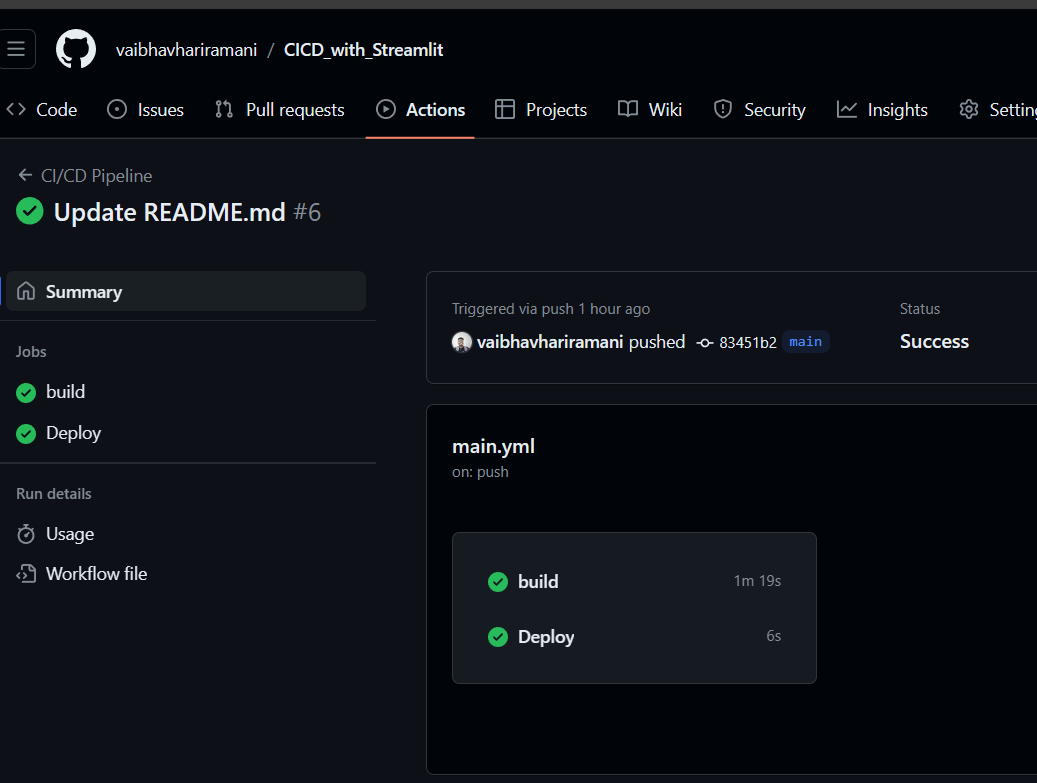 vaibhavhariramani / CICD_with_Streamlit
Code Issues Pull requests Actions Projects Wiki Security Insights Settin
CI/CD Pipeline
Update README.md #6
Summary
Jobs
build
Deploy
Run details
Usage
Workflow file
Triggered via push 1 hour ago
vaibhavhariramani pushed 83451b2 main
Status
Success
main.yml
on: push
build 1m 19s
Deploy 6s